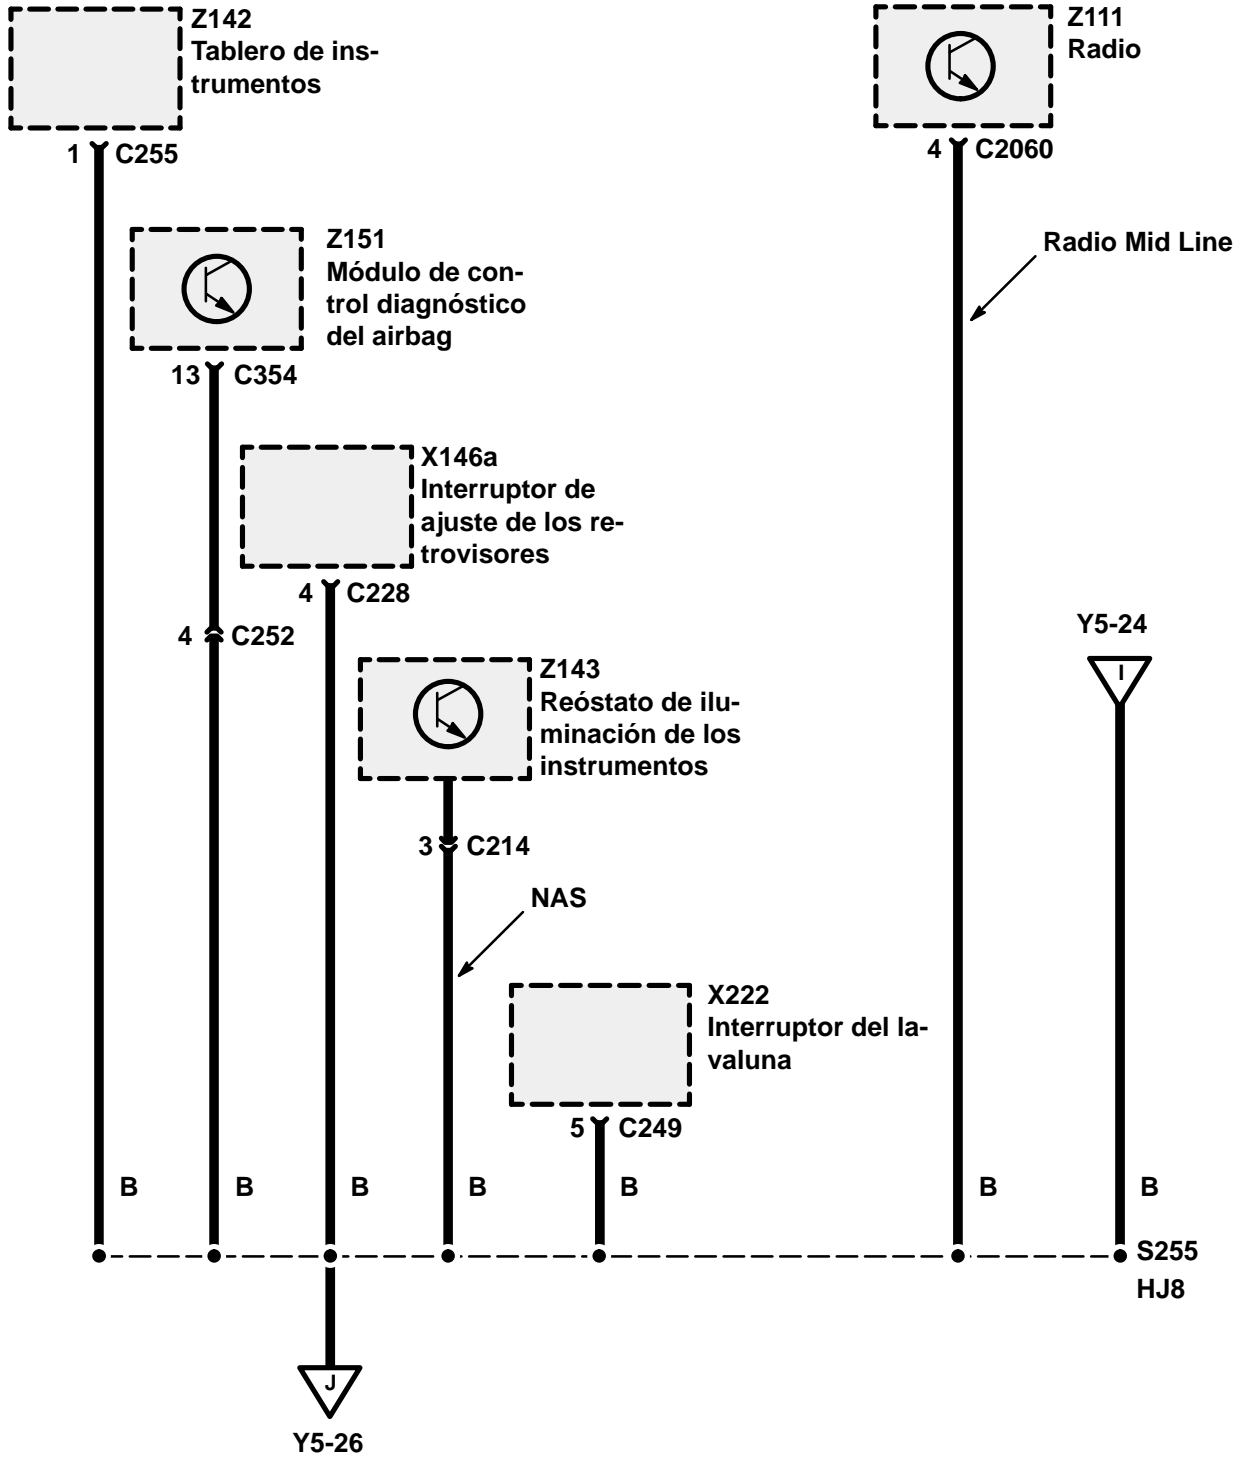 Z142
Tablero de ins-
trumentos
1 C255
Z111
Radio
4 C2060
Radio Mid Line
Z151
Módulo de con-
trol diagnóstico
del airbag
13 C354
X146a
Interruptor de
ajuste de los re-
trovisores
4 C228
4 C252
Y5-24
I
Z143
Reóstato de ilu-
minación de los
instrumentos
3 C214
NAS
X222
Interruptor del la-
valuna
5 C249
B B B B B B B
S255
HJ8
J
Y5-26